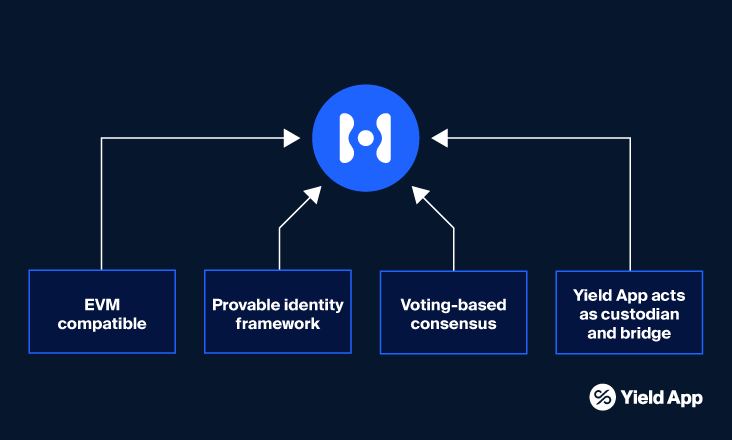 EVM
compatible
Provable identity
framework
Voting-based
consensus
Yield App acts
as custodian
and bridge
Yield App